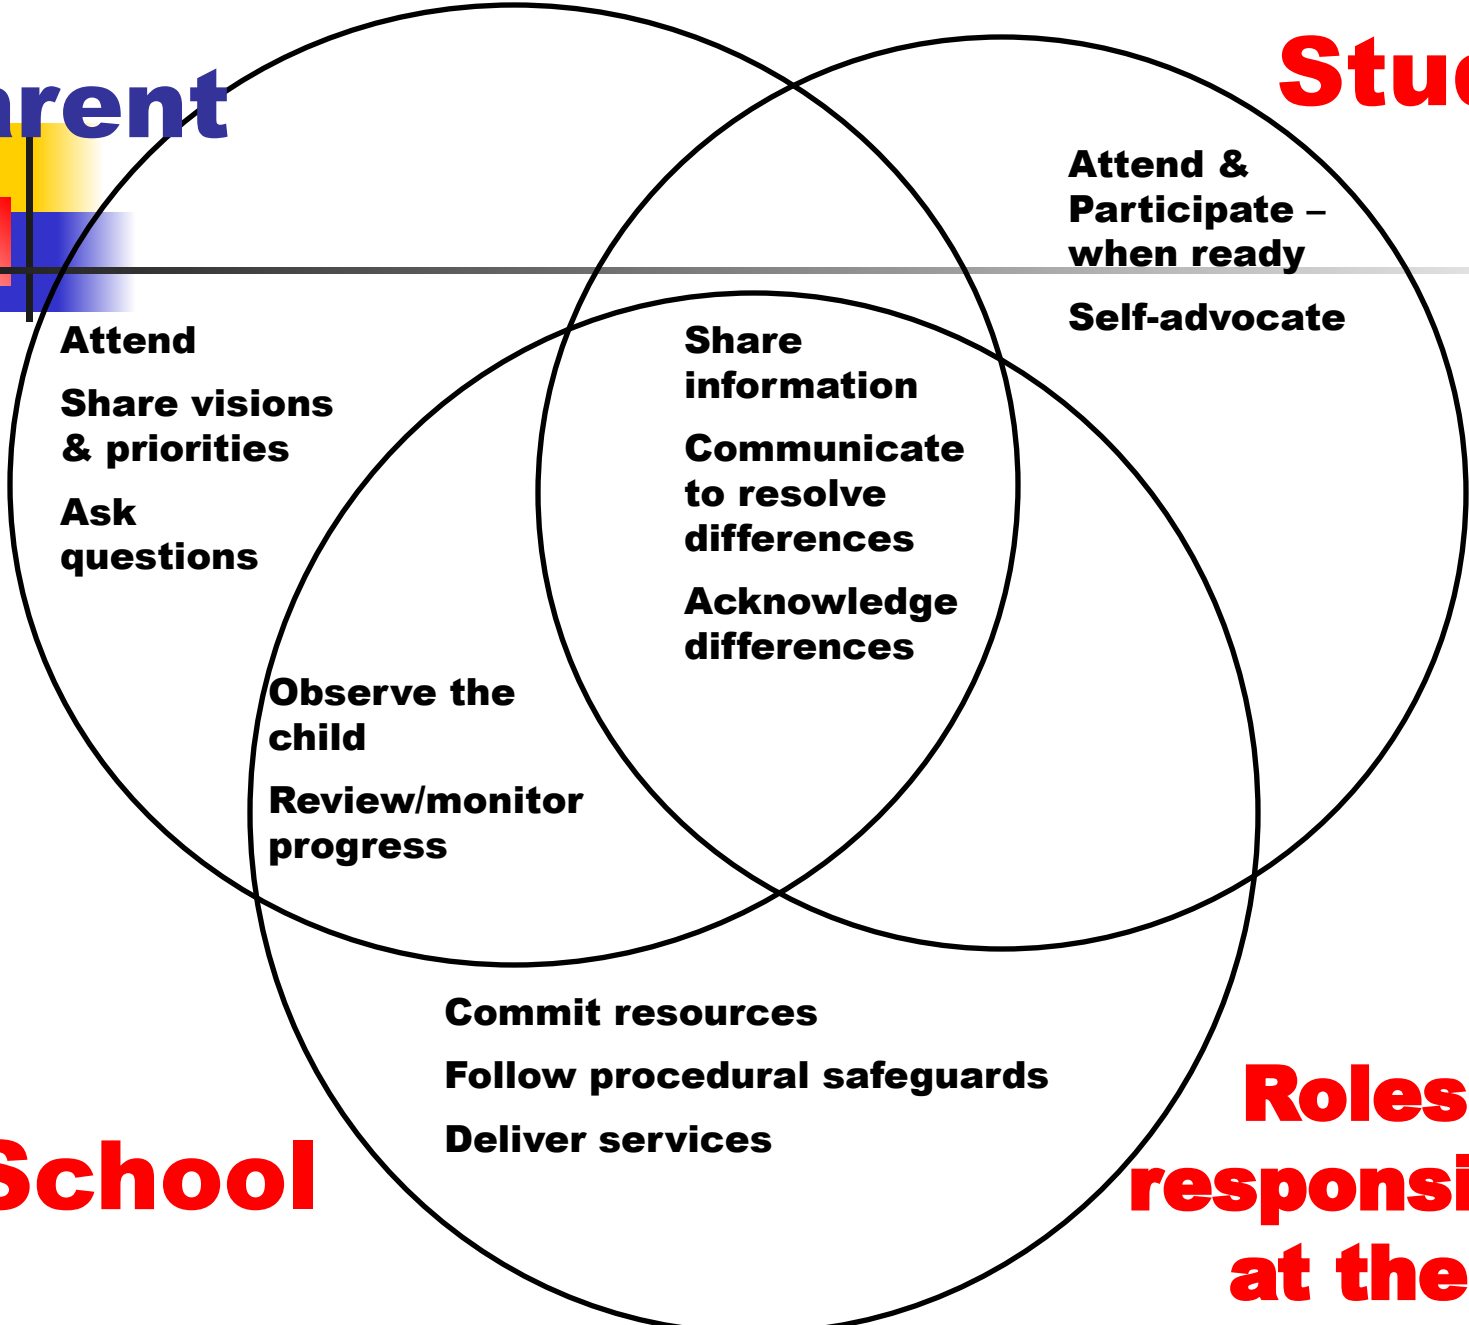 arent
Stu
Attend &
Participate –
when ready
Self-advocate
Attend
Share visions
& priorities
Ask
questions
Share
information
Communicate
to resolve
differences
Acknowledge
differences
Observe the
child
Review/monitor
progress
Commit resources
Follow procedural safeguards
Deliver services
School
Roles
responsi
at the